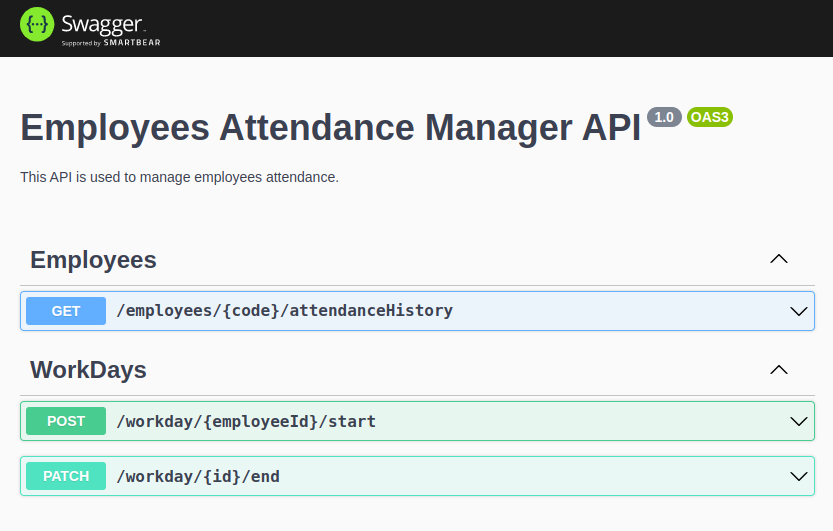 {···} Swagger
Supported by SMARTBEAR
Employees Attendance Manager API 1.0 OAS3
This API is used to manage employees attendance.
Employees
GET /employees/{code}/attendanceHistory
WorkDays
POST /workday/{employeeId}/start
PATCH /workday/{id}/end